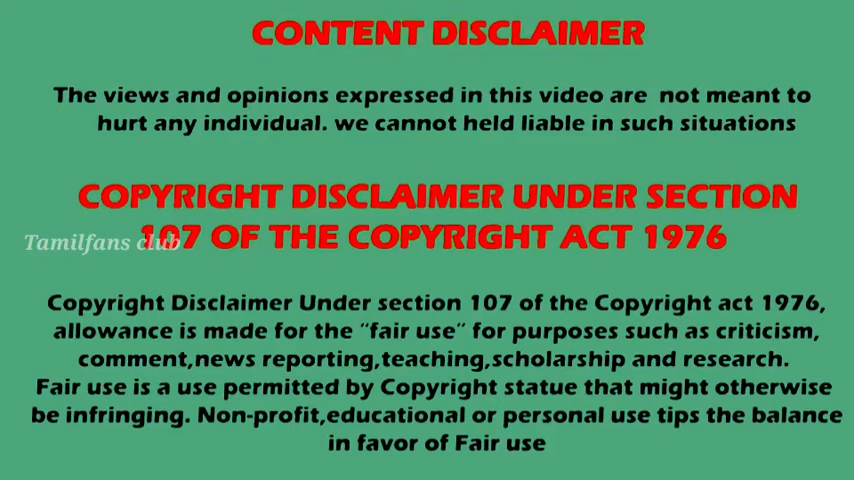 CONTENT DISCLAIMER
The views and opinions expressed in this video are not meant to
hurt any individual. we cannot held liable in such situations
COPYRIGHT DISCLAIMER UNDER SECTION
107 OF THE COPYRIGHT ACT 1976
Tamilfans club
Copyright Disclaimer Under section 107 of the Copyright act 1976,
allowance is made for the "fair use" for purposes such as criticism,
comment,news reporting,teaching,scholarship and research.
Fair use is a use permitted by Copyright statue that might otherwise
be infringing. Non-profit,educational or personal use tips the balance
in favor of Fair use